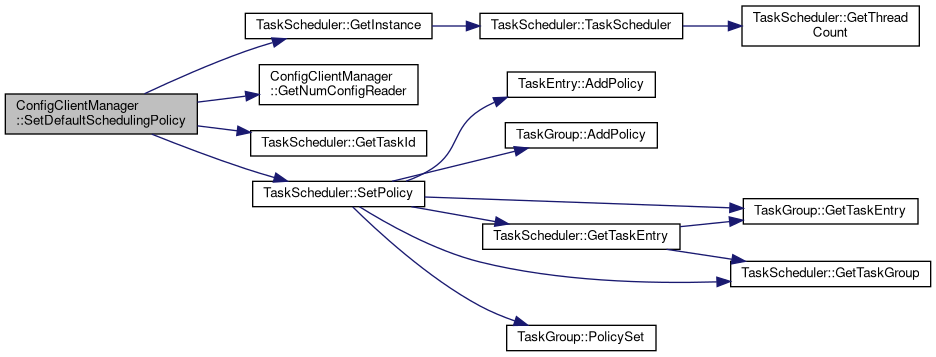 TaskScheduler::GetInstance
TaskScheduler::TaskScheduler
TaskScheduler::GetThread
Count
ConfigClientManager
::GetNumConfigReader
TaskEntry::AddPolicy
ConfigClientManager
::SetDefaultSchedulingPolicy
TaskGroup::AddPolicy
TaskScheduler::GetTaskId
TaskScheduler::SetPolicy
TaskGroup::GetTaskEntry
TaskScheduler::GetTaskEntry
TaskScheduler::GetTaskGroup
TaskGroup::PolicySet